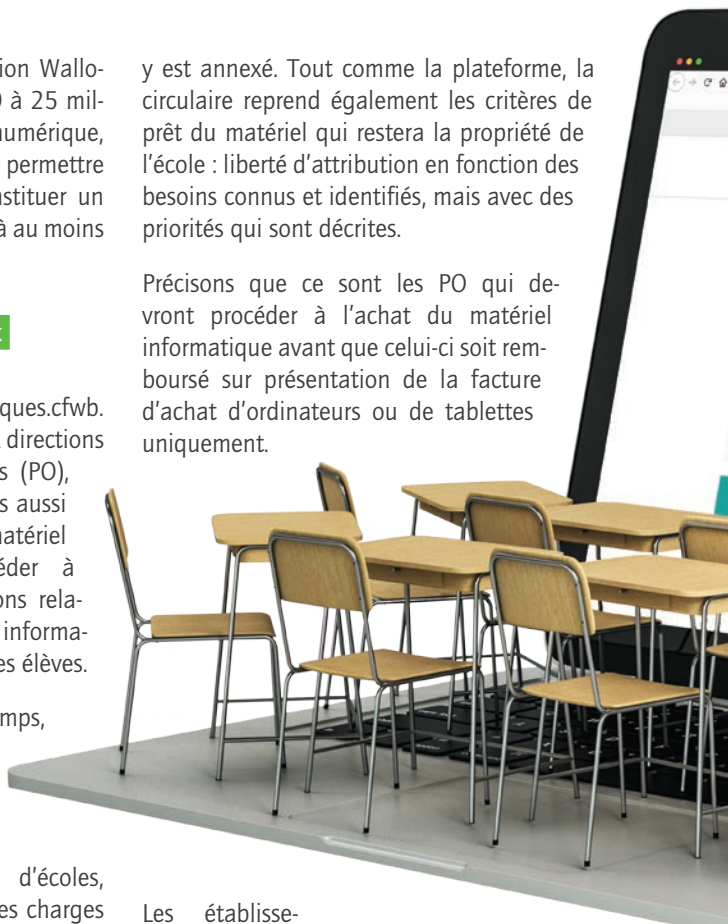 ion Wallo-
à 25 mil-
numérique,
permettre
stituer un
à au moins
ques.cfwb.
directions
s (PO),
s aussi
natériel
éder à
ons rela-
informa-
es élèves.
mps,
d'écoles,
es charges
y est annexé. Tout comme la plateforme, la
circulaire reprend également les critères de
prêt du matériel qui restera la propriété de
l'école : liberté d'attribution en fonction des
besoins connus et identifiés, mais avec des
priorités qui sont décrites.
Précisons que ce sont les PO qui de-
vront procéder à l'achat du matériel
informatique avant que celui-ci soit rem-
boursé sur présentation de la facture
d'achat d'ordinateurs ou de tablettes
uniquement.
Les établisse-